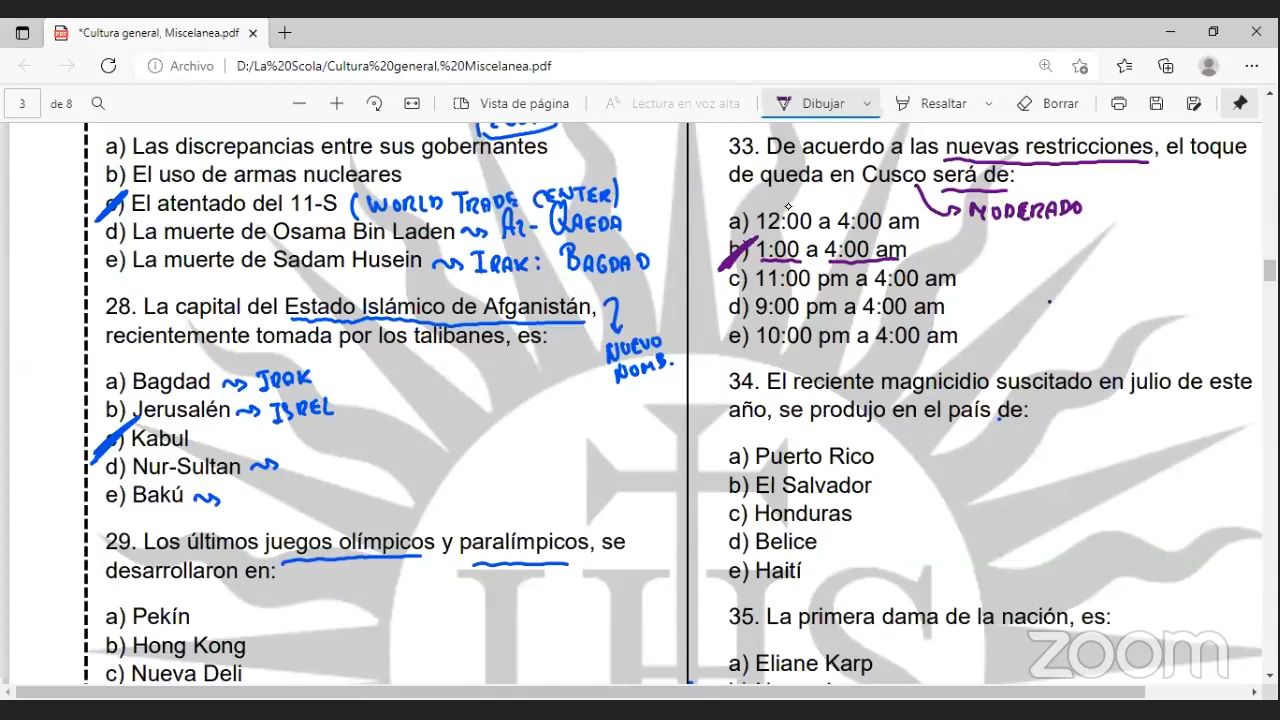 *Cultura general, Miscelanea.pdf
Archivo
D:/La%20Scola/Cultura%20general,%20Miscelanea.pdf
3 de 8
Vista de página
Lectura en voz alta
Dibujar
Resaltar
Borrar
a) Las discrepancias entre sus gobernantes
b) El uso de armas nucleares
c) El atentado del 11-S (WORLD TRADE CENTER)
d) La muerte de Osama Bin Laden AL-QAEDA
e) La muerte de Sadam Husein IRAK: BAGDAD
28. La capital del Estado Islámico de Afganistán,
recientemente tomada por los talibanes, es:
NUEVO
NOMB.
a) Bagdad IRAK
b) Jerusalén ISREL
c) Kabul
d) Nur-Sultan
e) Bakú
29. Los últimos juegos olímpicos y paralímpicos, se
desarrollaron en:
a) Pekín
b) Hong Kong
c) Nueva Deli
33. De acuerdo a las nuevas restricciones, el toque
de queda en Cusco será de:
MODERADO
a) 12:00 a 4:00 am
b) 1:00 a 4:00 am
c) 11:00 pm a 4:00 am
d) 9:00 pm a 4:00 am
e) 10:00 pm a 4:00 am
34. El reciente magnicidio suscitado en julio de este
año, se produjo en el país de:
a) Puerto Rico
b) El Salvador
c) Honduras
d) Belice
e) Haití
35. La primera dama de la nación, es:
a) Eliane Karp
IHS
zoom